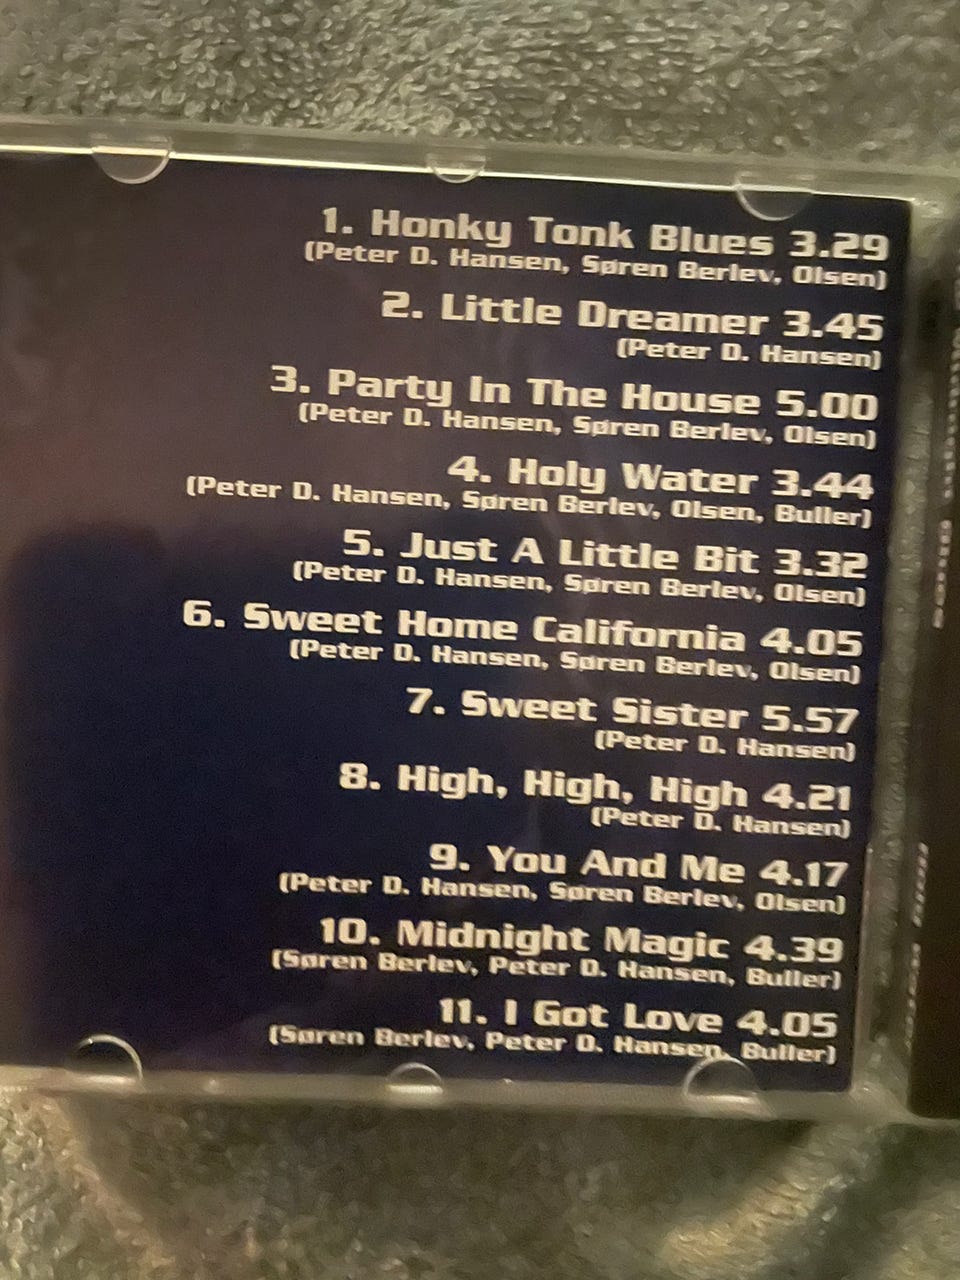 1. Honky Tonk Blues 3.29
(Peter D. Hansen, Søren Berlev, Olsen)
2. Little Dreamer 3.45
(Peter D. Hansen)
3. Party In The House 5.00
(Peter D. Hansen, Søren Berlev, Olsen)
4. Holy Water 3.44
(Peter D. Hansen, Søren Berlev, Olsen, Buller)
5. Just A Little Bit 3.32
(Peter D. Hansen, Søren Berlev, Olsen)
6. Sweet Home California 4.05
(Peter D. Hansen, Søren Berlev, Olsen)
7. Sweet Sister 5.57
(Peter D. Hansen)
8. High, High, High 4.21
(Peter D. Hansen)
9. You And Me 4.17
(Peter D. Hansen, Søren Berlev, Olsen)
10. Midnight Magic 4.39
(Søren Berlev, Peter D. Hansen, Buller)
11. I Got Love 4.05
(Søren Berlev, Peter D. Hansen, Buller)